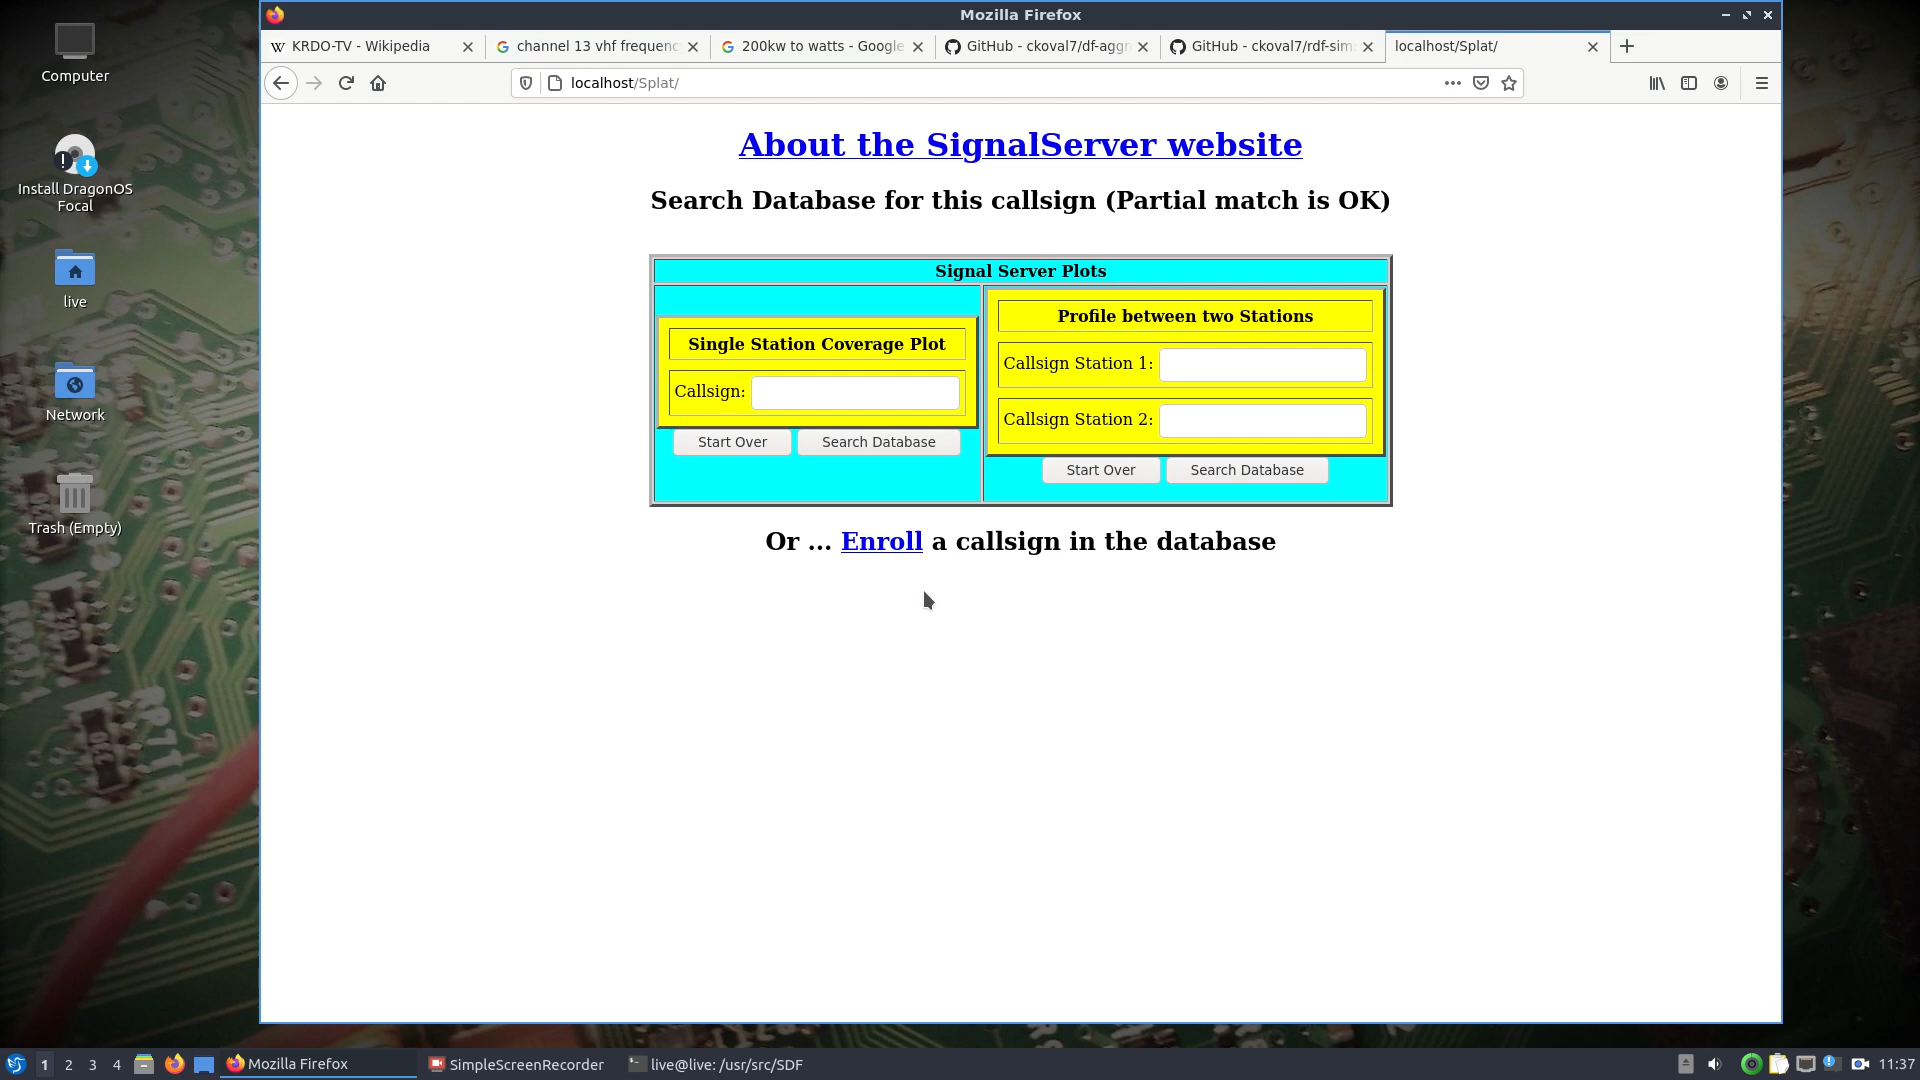 Mozilla Firefox
KRDO-TV - Wikipedia
channel 13 vhf frequenc
200kw to watts - Google
GitHub - ckoval7/df-aggr
GitHub - ckoval7/rdf-sim
localhost/Splat/
localhost/Splat/
Computer
Install DragonOS
Focal
live
Network
Trash (Empty)
About the SignalServer website
Search Database for this callsign (Partial match is OK)
Signal Server Plots
Single Station Coverage Plot
Callsign:
Start Over
Search Database
Profile between two Stations
Callsign Station 1:
Callsign Station 2:
Start Over
Search Database
Or ... Enroll a callsign in the database
1 2 3 4
Mozilla Firefox
SimpleScreenRecorder
live@live: /usr/src/SDF
11:37